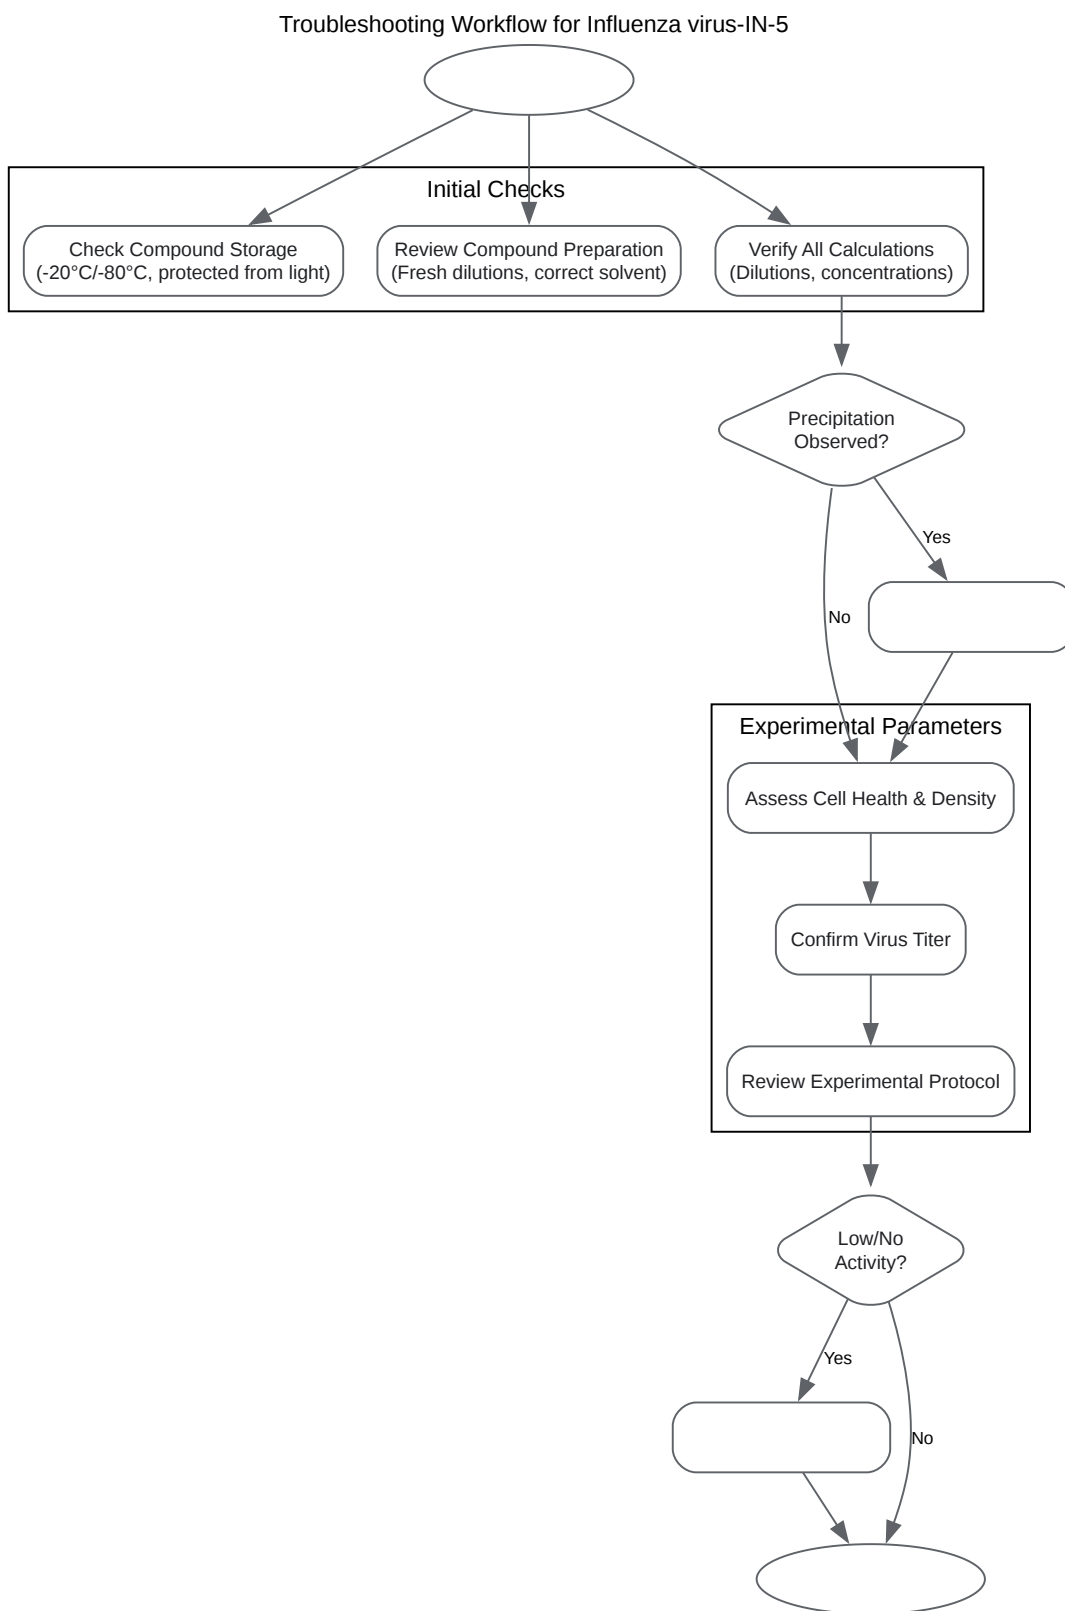 Troubleshooting Workflow for Influenza virus-IN-5
Initial Checks
Check Compound Storage
(-20°C/-80°C, protected from light)
Review Compound Preparation
(Fresh dilutions, correct solvent)
Verify All Calculations
(Dilutions, concentrations)
Precipitation
Observed?
Yes
No
Experimental Parameters
Assess Cell Health & Density
Confirm Virus Titer
Review Experimental Protocol
Low/No
Activity?
Yes
No